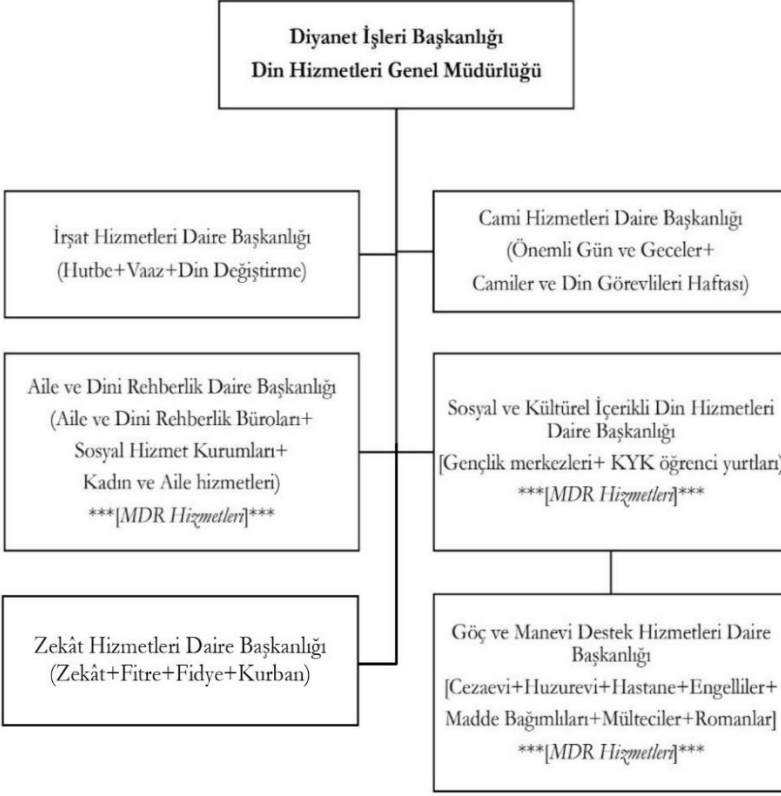 Diyanet İşleri Başkanlığı
Din Hizmetleri Genel Müdürlüğü
İrşat Hizmetleri Daire Başkanlığı
(Hutbe+Vaaz+Din Değiştirme)
Cami Hizmetleri Daire Başkanlığı
(Önemli Gün ve Geceler+
Camiler ve Din Görevlileri Haftası)
Aile ve Dini Rehberlik Daire Başkanlığı
(Aile ve Dini Rehberlik Büroları+
Sosyal Hizmet Kurumları+
Kadın ve Aile hizmetleri)
***[MDR Hizmetleri]***
Sosyal ve Kültürel İçerikli Din Hizmetleri
Daire Başkanlığı
[Gençlik merkezleri+ KYK öğrenci yurtları)
***[MDR Hizmetleri]***
Zekât Hizmetleri Daire Başkanlığı
(Zekât+Fitre+Fidye+Kurban)
Göç ve Manevi Destek Hizmetleri Daire
Başkanlığı
[Cezaevi+Huzurevi+Hastane+Engelliler+
Madde Bağımlıları+Mülteciler+Romanlar]
***[MDR Hizmetleri]***